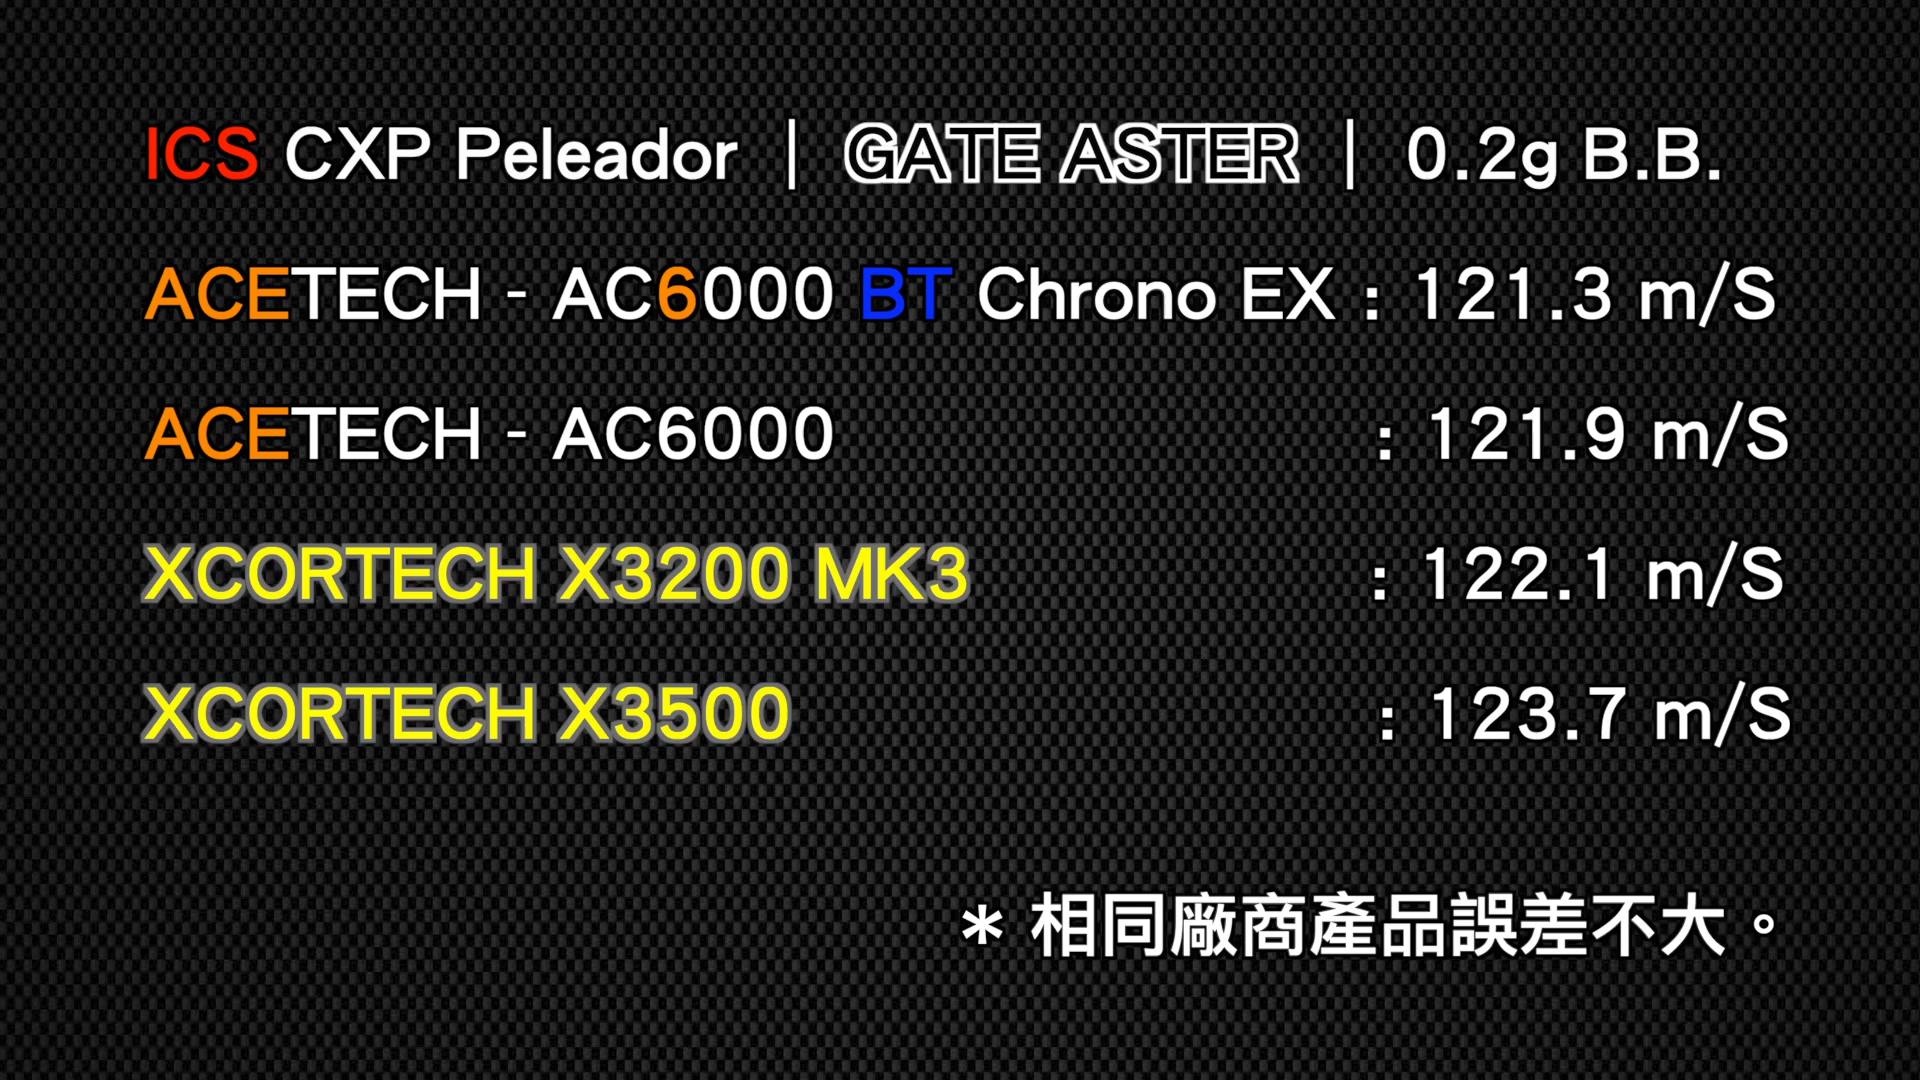 ICS CXP Peleador | GATE ASTER | 0.2g B.B.
ACETECH - AC6000 BT Chrono EX : 121.3 m/S
ACETECH - AC6000 : 121.9 m/S
XCORTECH X3200 MK3 : 122.1 m/S
XCORTECH X3500 : 123.7 m/S
* 相同廠商產品誤差不大。